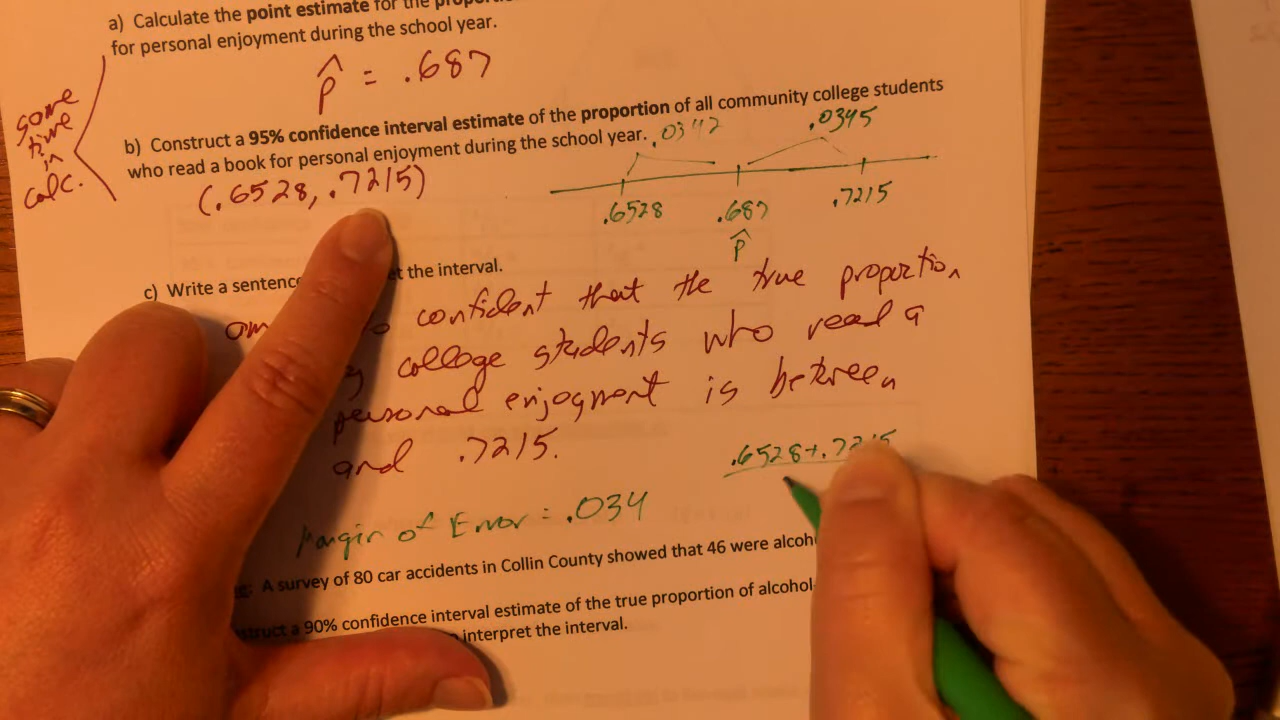 a) Calculate the point estimate for the
for personal enjoyment during the school year.
p̂ = .687
some
time
in
calc.
b) Construct a 95% confidence interval estimate of the proportion of all community college students
who read a book for personal enjoyment during the school year.
.0342 .0345
(.6528, .7215)
.6528 .687 .7215
p̂
c) Write a sentence the interval.
confident that the true proportion
college students who read a
personal enjoyment is between
and .7215.
.6528+.7215
Margin of Error = .034
A survey of 80 car accidents in Collin County showed that 46 were
a 90% confidence interval estimate of the true proportion of
interpret the interval.